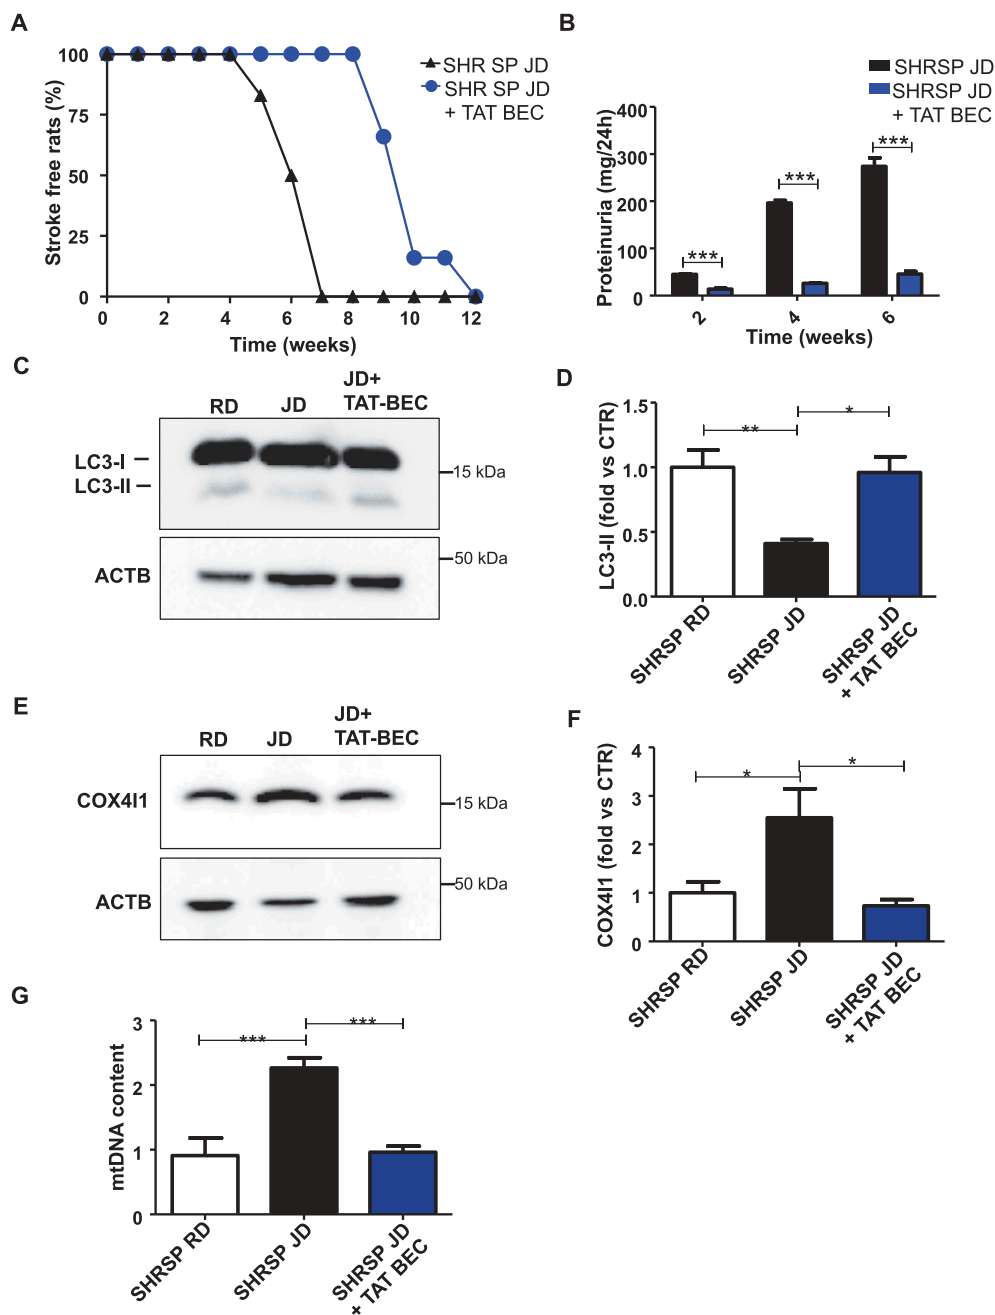 A
Stroke free rats (%)
100
75
50
25
0
0 2 4 6 8 10 12
Time (weeks)
SHR SP JD
SHR SP JD
+ TAT BEC
B
SHRSP JD
SHRSP JD
+ TAT BEC
Proteinuria (mg/24h)
400
300
200
100
0
*** *** ***
2 4 6
Time (weeks)
C
RD JD JD+
TAT-BEC
LC3-I
LC3-II
15 kDa
ACTB
50 kDa
D
LC3-II (fold vs CTR)
1.5
1.0
0.5
0.0
** *
SHRSP RD
SHRSP JD
SHRSP JD
+ TAT BEC
E
RD JD JD+
TAT-BEC
COX4I1
15 kDa
ACTB
50 kDa
F
COX4I1 (fold vs CTR)
4
3
2
1
0
* *
SHRSP RD
SHRSP JD
SHRSP JD
+ TAT BEC
G
mtDNA content
3
2
1
0
*** ***
SHRSP RD
SHRSP JD
SHRSP JD
+ TAT BEC